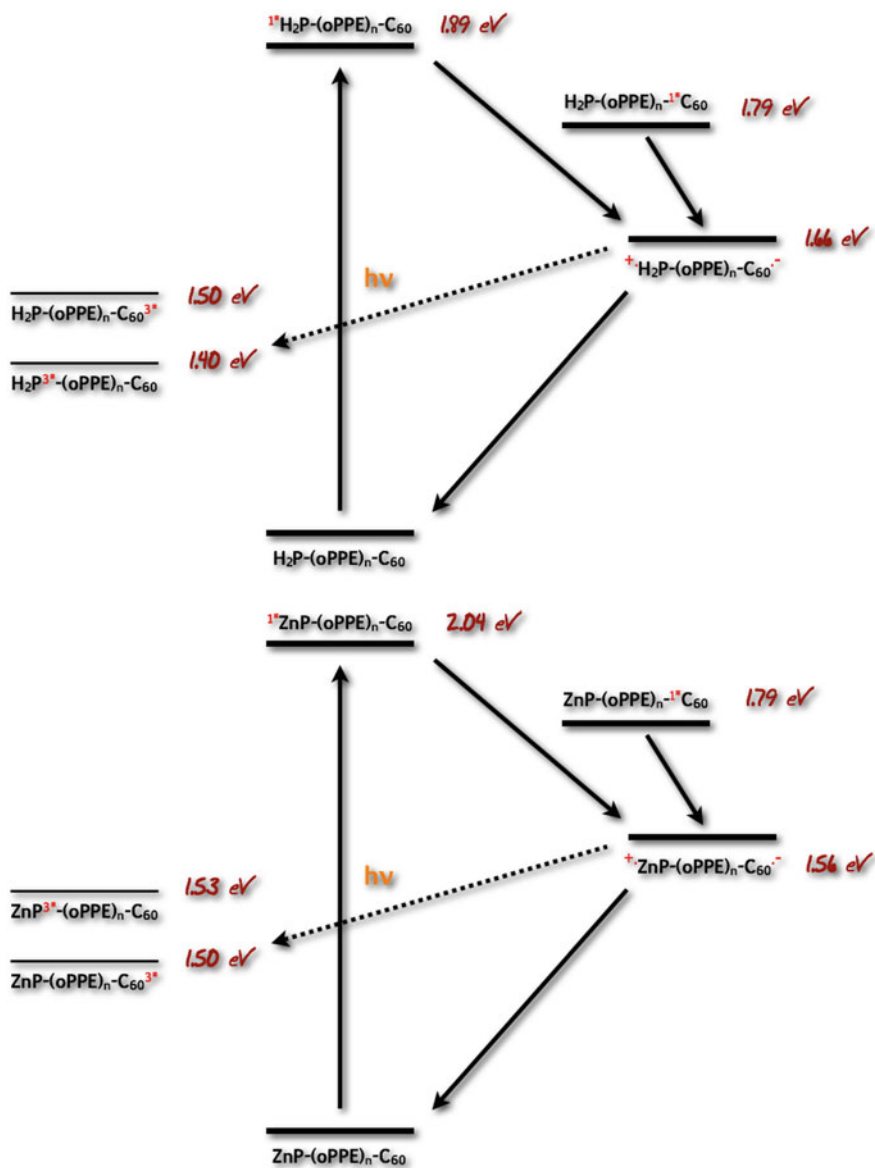 ¹*H₂P-(oPPE)ₙ-C₆₀ 1.89 eV
H₂P-(oPPE)ₙ-¹*C₆₀ 1.79 eV
1.66 eV
⁺·H₂P-(oPPE)ₙ-C₆₀·⁻
hν
1.50 eV
H₂P-(oPPE)ₙ-C₆₀³*
1.40 eV
H₂P³*-(oPPE)ₙ-C₆₀
H₂P-(oPPE)ₙ-C₆₀
¹*ZnP-(oPPE)ₙ-C₆₀ 2.04 eV
ZnP-(oPPE)ₙ-¹*C₆₀ 1.79 eV
⁺·ZnP-(oPPE)ₙ-C₆₀·⁻ 1.56 eV
hν
1.53 eV
ZnP³*-(oPPE)ₙ-C₆₀
1.50 eV
ZnP-(oPPE)ₙ-C₆₀³*
ZnP-(oPPE)ₙ-C₆₀